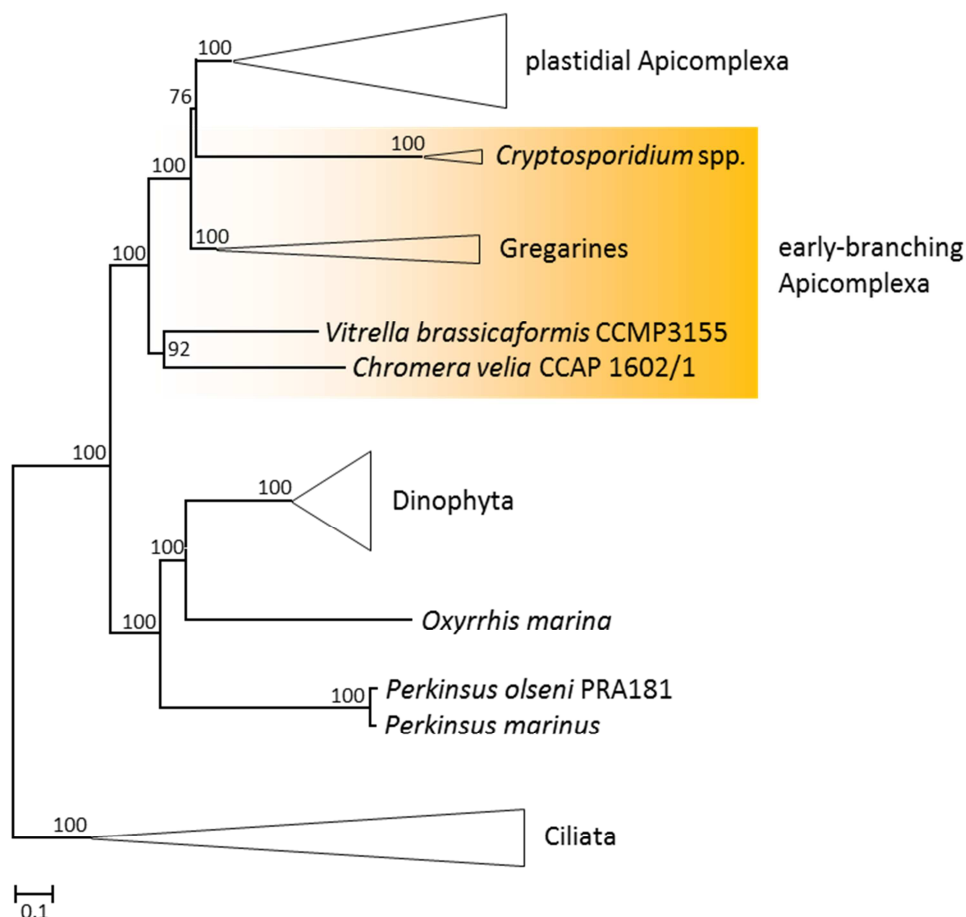 100
plastidial Apicomplexa
76
100
Cryptosporidium spp.
100
100
Gregarines
early-branching
Apicomplexa
100
Vitrella brassicaformis CCMP3155
92
Chromera velia CCAP 1602/1
100
100
Dinophyta
100
100
Oxyrrhis marina
100
Perkinsus olseni PRA181
Perkinsus marinus
100
Ciliata
0.1